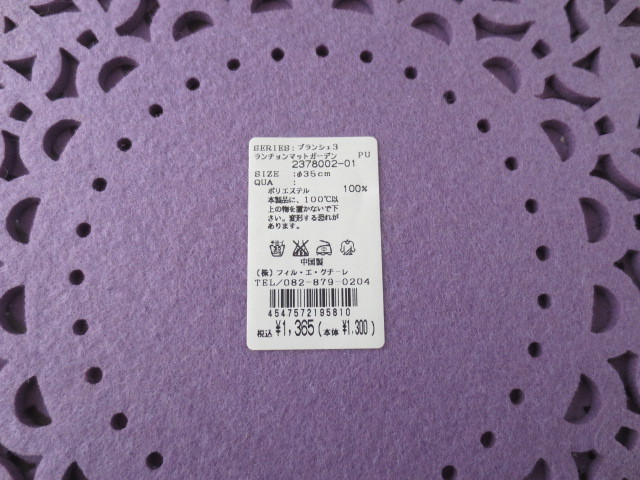 SERIES:ブランシェ3
ランチョンマットガーデン PU
2378002-01
SIZE :φ35cm
QUA :
ポリエステル 100%
本製品に、100℃以
上の物を置かないで下
さい。変形する恐れが
あります。
中国製
(株)フィル・エ・クチーレ
TEL/082-879-0204
4547572195810
税込 ¥1,365(本体 ¥1,300)